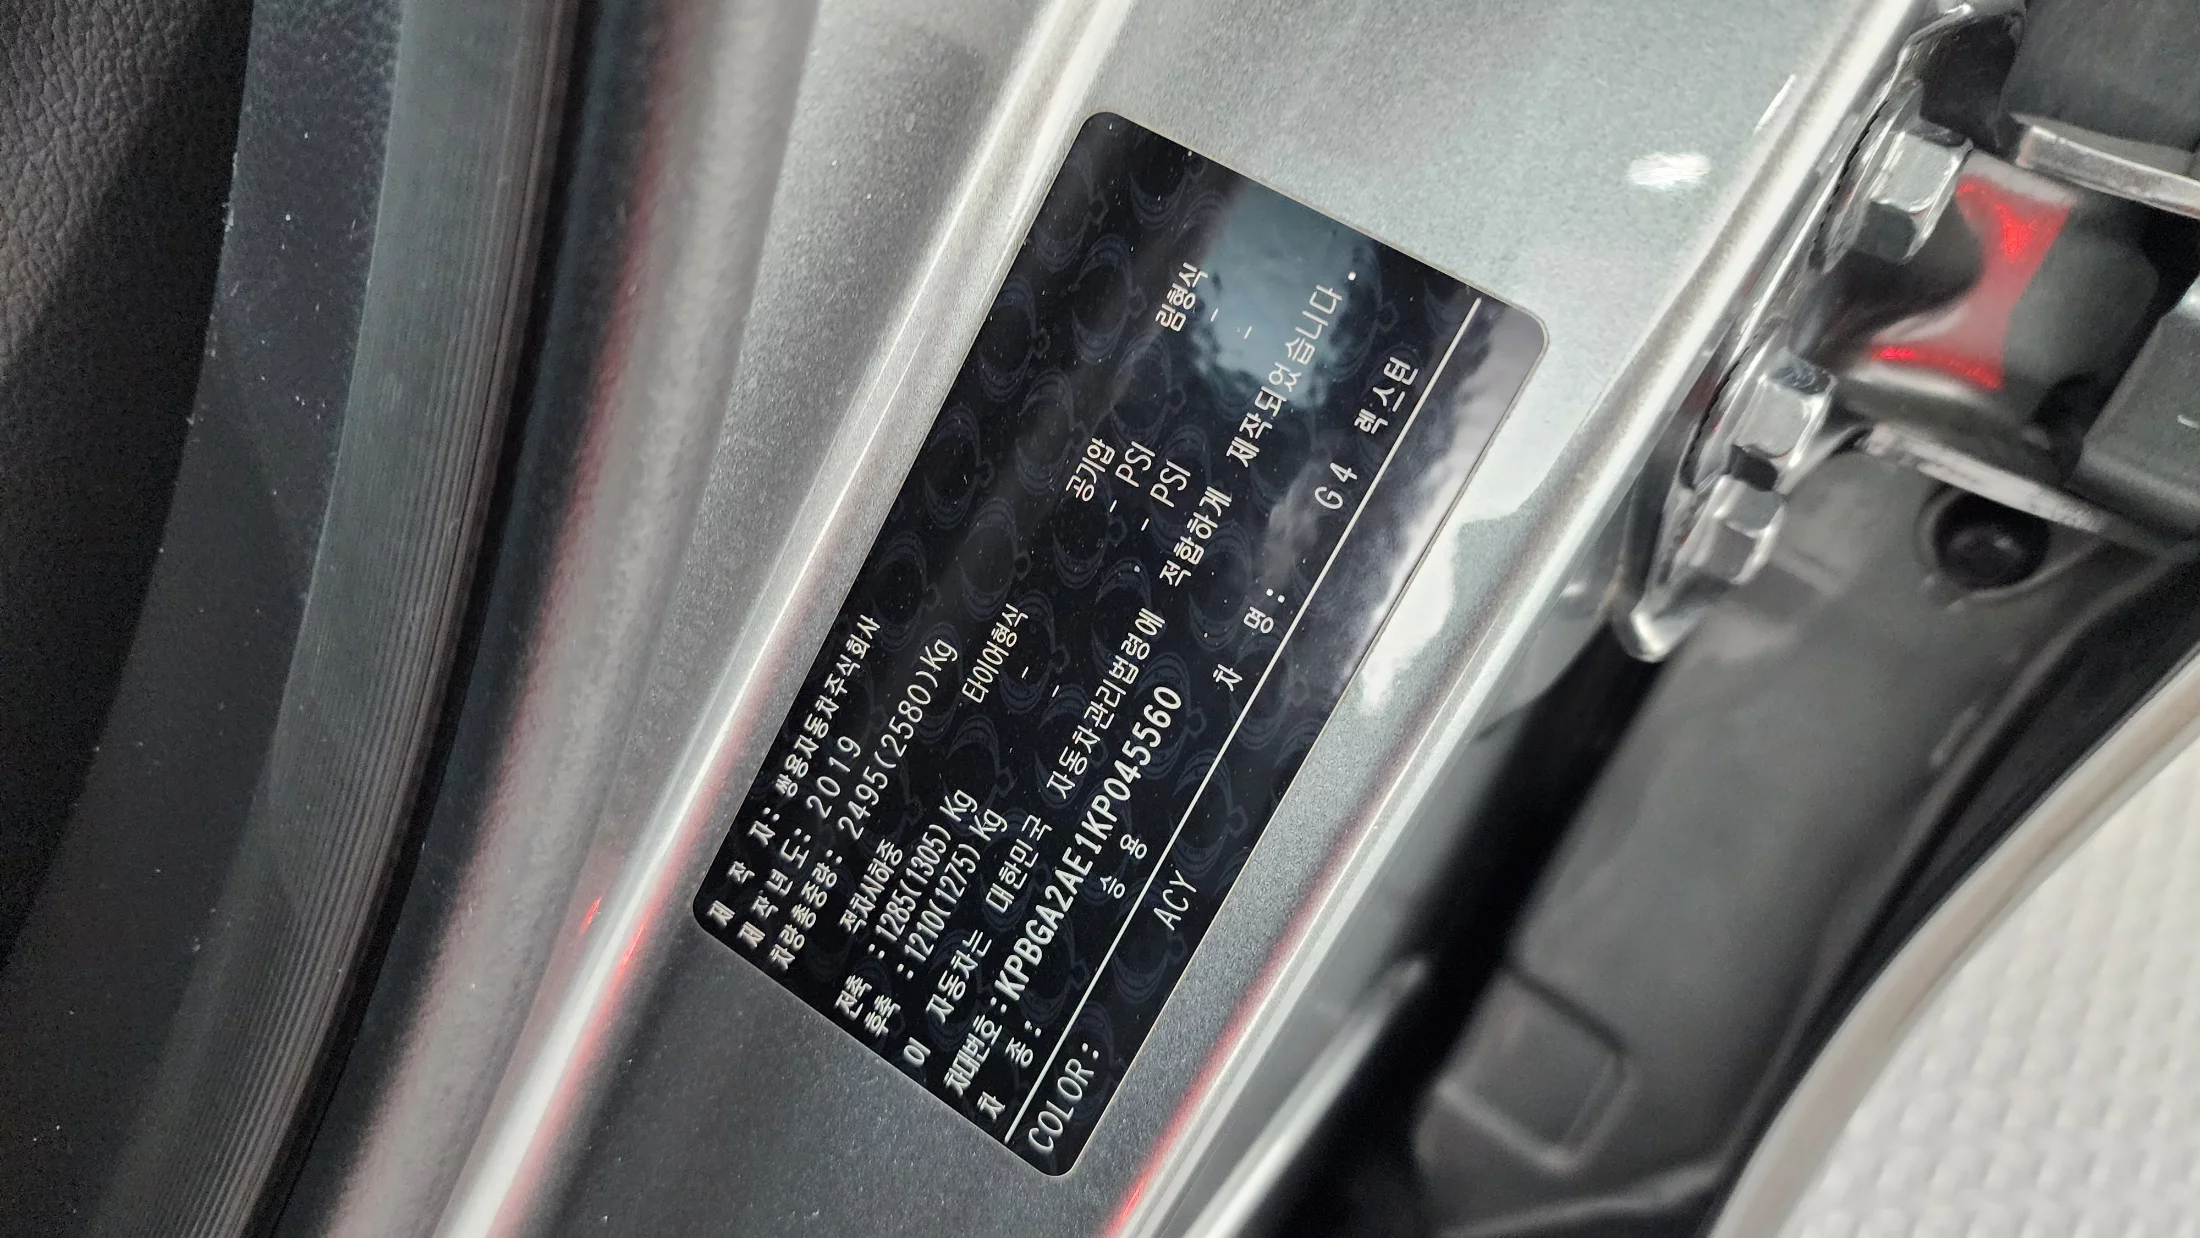 제 작 자: 쌍용자동차주식회사
제 작 년 도: 2019
차량총중량: 2495(2580)Kg
적차시하중 타이어형식 공기압 림형식
전축 : 1285(1305) Kg - - PSI -
후축 : 1210(1275) Kg - - PSI -
이 자동차는 대한민국 자동차관리법령에 적합하게 제작되었습니다.
차대번호:KPBGA2AE1KP045560
차 종: 승 용 차 명: G4 렉스턴
COLOR: ACY